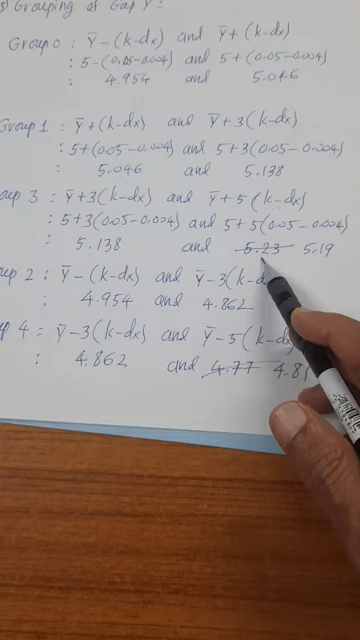 3) Grouping of Gap Y :
Group 0 : Y̅ - (k-dx) and Y̅ + (k-dx)
: 5-(0.05-0.004) and 5+(0.05-0.004)
: 4.954 and 5.046
Group 1 : Y̅ + (k-dx) and Y̅ + 3(k-dx)
: 5+(0.05-0.004) and 5+3(0.05-0.004)
: 5.046 and 5.138
oup 3 : Y̅ + 3(k-dx) and Y̅ + 5(k-dx)
: 5+3(0.05-0.004) and 5+5(0.05-0.004)
: 5.138 and 5.23 5.19
oup 2 : Y̅ - (k-dx) and Y̅ - 3(k-dx)
: 4.954 and 4.862
p 4 : Y̅ - 3(k-dx) and Y̅ - 5(k-dx)
: 4.862 and 4.77 4.81